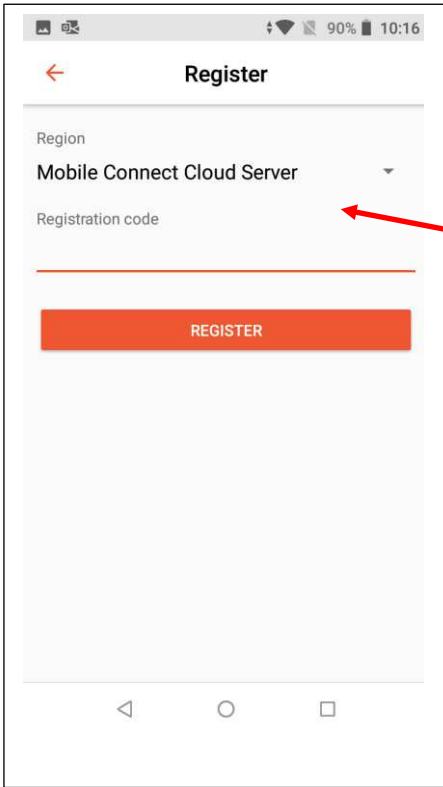 90% 10:16
Register
Region
Mobile Connect Cloud Server
Registration code
REGISTER